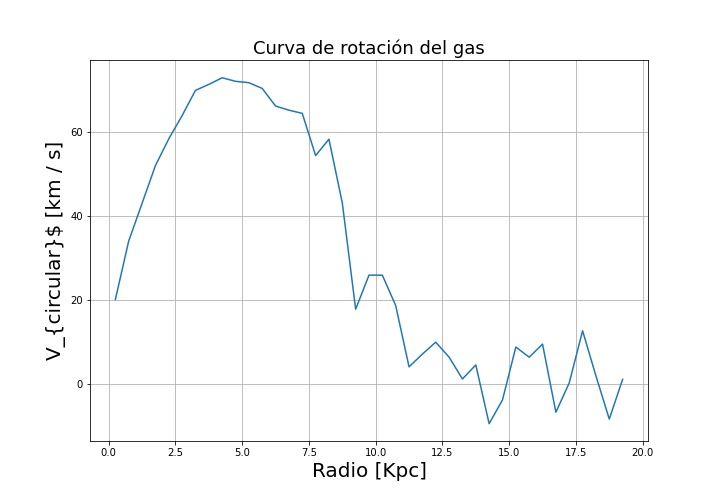 Curva de rotación del gas
V_{circular}$ [km / s]
60
40
20
0
0.0 2.5 5.0 7.5 10.0 12.5 15.0 17.5 20.0
Radio [Kpc]